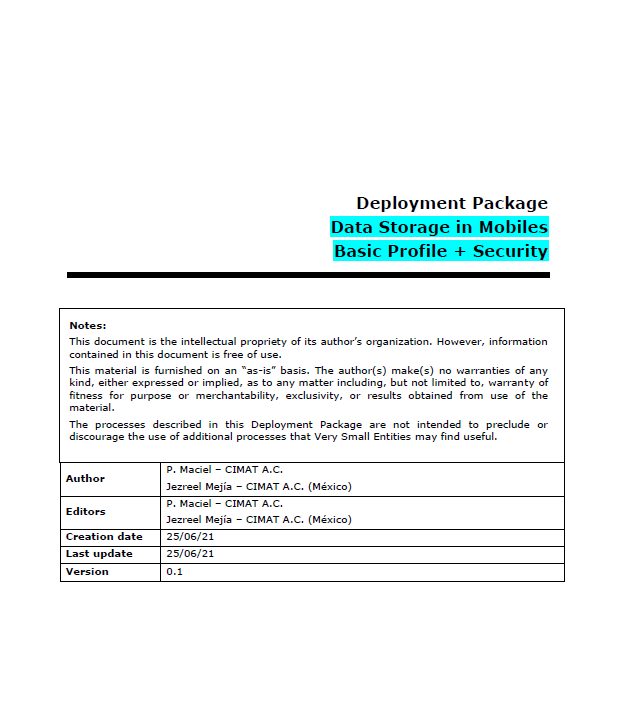 Deployment Package
Data Storage in Mobiles
Basic Profile + Security
Notes:
This document is the intellectual propriety of its author's organization. However, information
contained in this document is free of use.
This material is furnished on an "as-is" basis. The author(s) make(s) no warranties of any
kind, either expressed or implied, as to any matter including, but not limited to, warranty of
fitness for purpose or merchantability, exclusivity, or results obtained from use of the
material.
The processes described in this Deployment Package are not intended to preclude or
discourage the use of additional processes that Very Small Entities may find useful.
Author
P. Maciel – CIMAT A.C.
Jezreel Mejía – CIMAT A.C. (México)
Editors
P. Maciel – CIMAT A.C.
Jezreel Mejía – CIMAT A.C. (México)
Creation date 25/06/21
Last update 25/06/21
Version 0.1